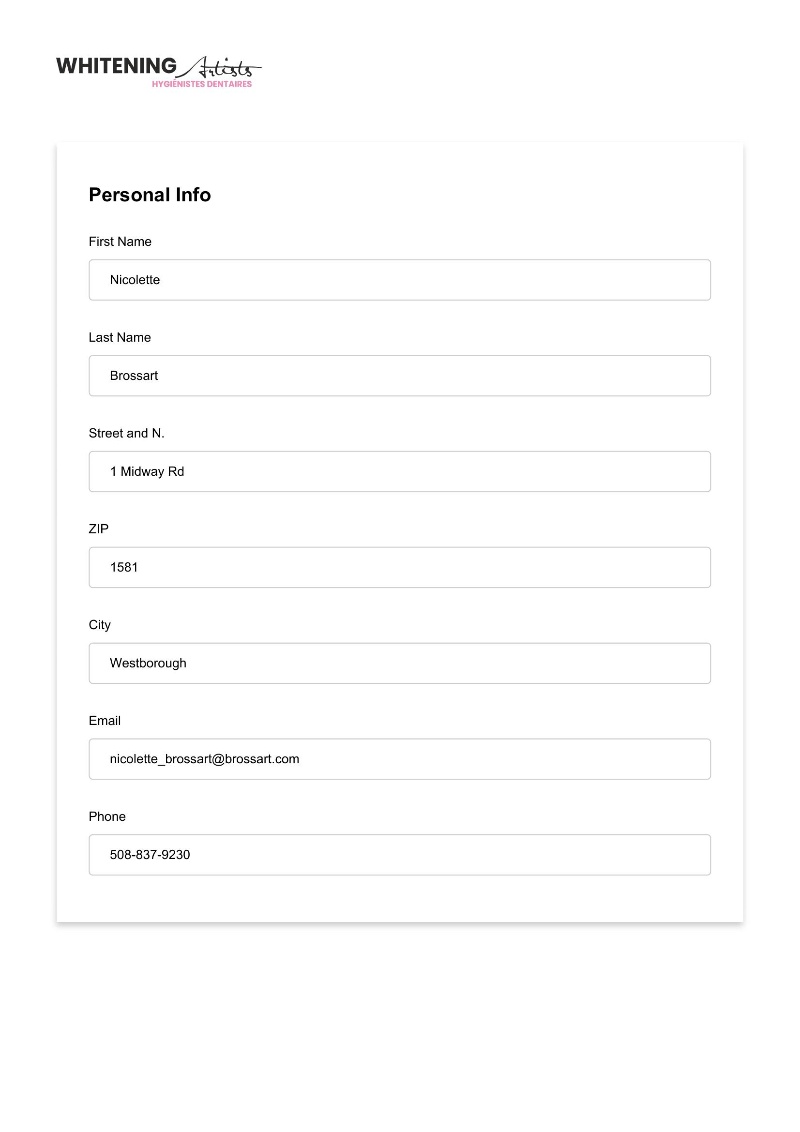 WHITENING Artists
HYGIÉNISTES DENTAIRES
Personal Info
First Name
Nicolette
Last Name
Brossart
Street and N.
1 Midway Rd
ZIP
1581
City
Westborough
Email
nicolette_brossart@brossart.com
Phone
508-837-9230